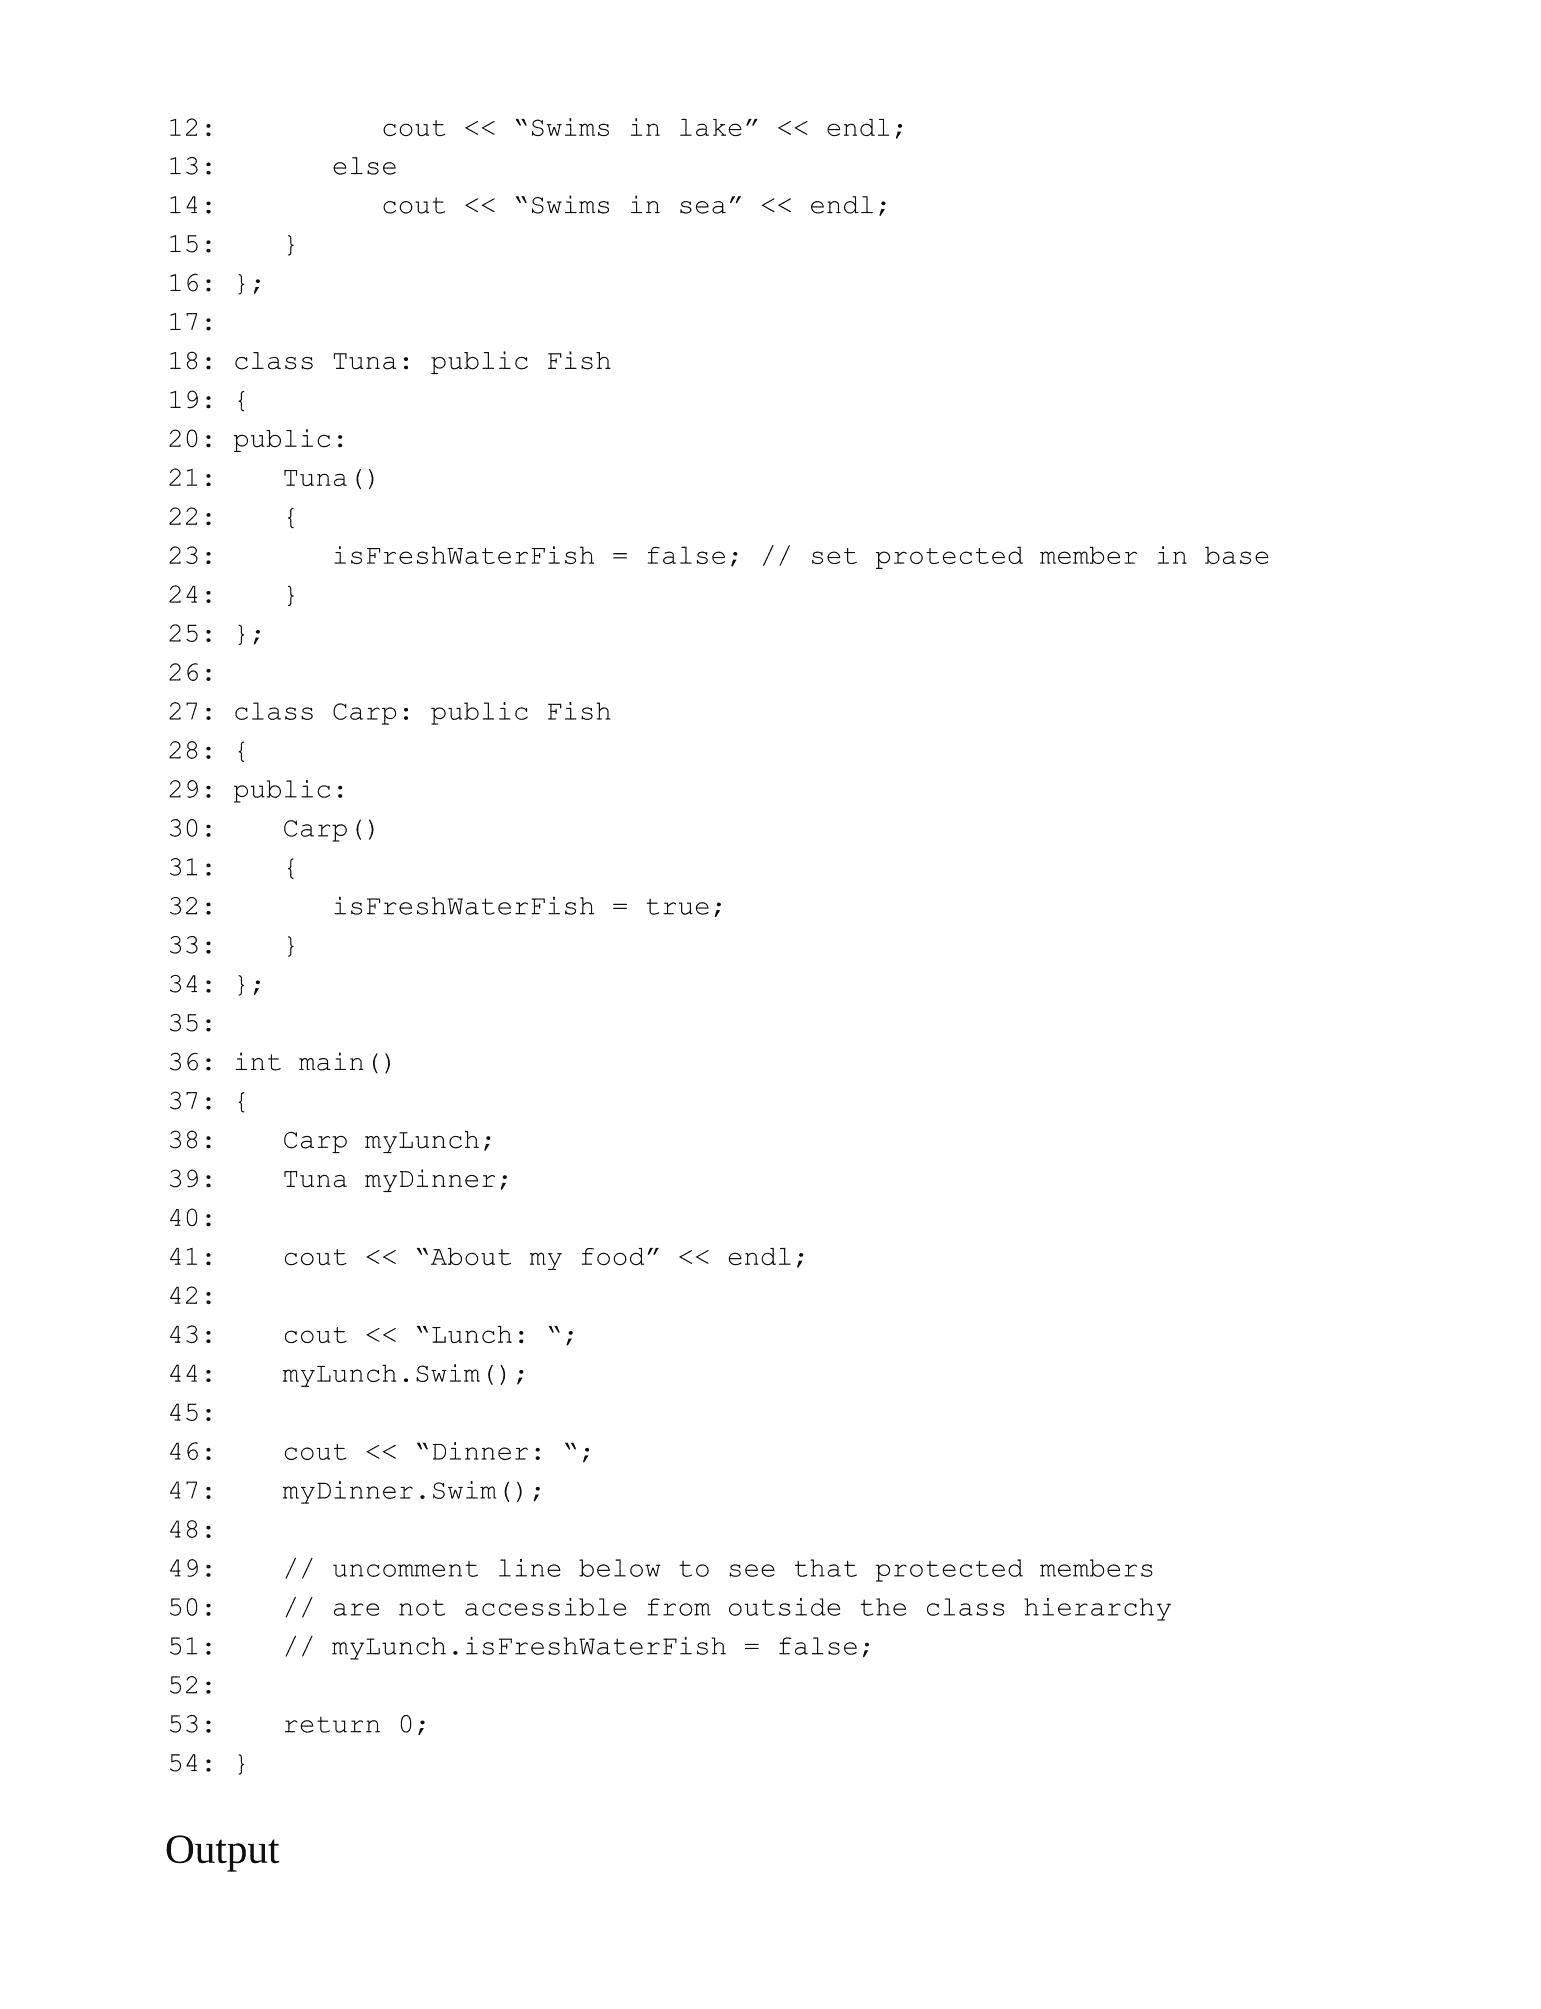 12:          cout << “Swims in lake” << endl;
13:       else
14:          cout << “Swims in sea” << endl;
15:    }
16: };
17:
18: class Tuna: public Fish
19: {
20: public:
21:    Tuna()
22:    {
23:       isFreshWaterFish = false; // set protected member in base
24:    }
25: };
26:
27: class Carp: public Fish
28: {
29: public:
30:    Carp()
31:    {
32:       isFreshWaterFish = true;
33:    }
34: };
35:
36: int main()
37: {
38:    Carp myLunch;
39:    Tuna myDinner;
40:
41:    cout << “About my food” << endl;
42:
43:    cout << “Lunch: “;
44:    myLunch.Swim();
45:
46:    cout << “Dinner: “;
47:    myDinner.Swim();
48:
49:    // uncomment line below to see that protected members
50:    // are not accessible from outside the class hierarchy
51:    // myLunch.isFreshWaterFish = false;
52:
53:    return 0;
54: }
Output